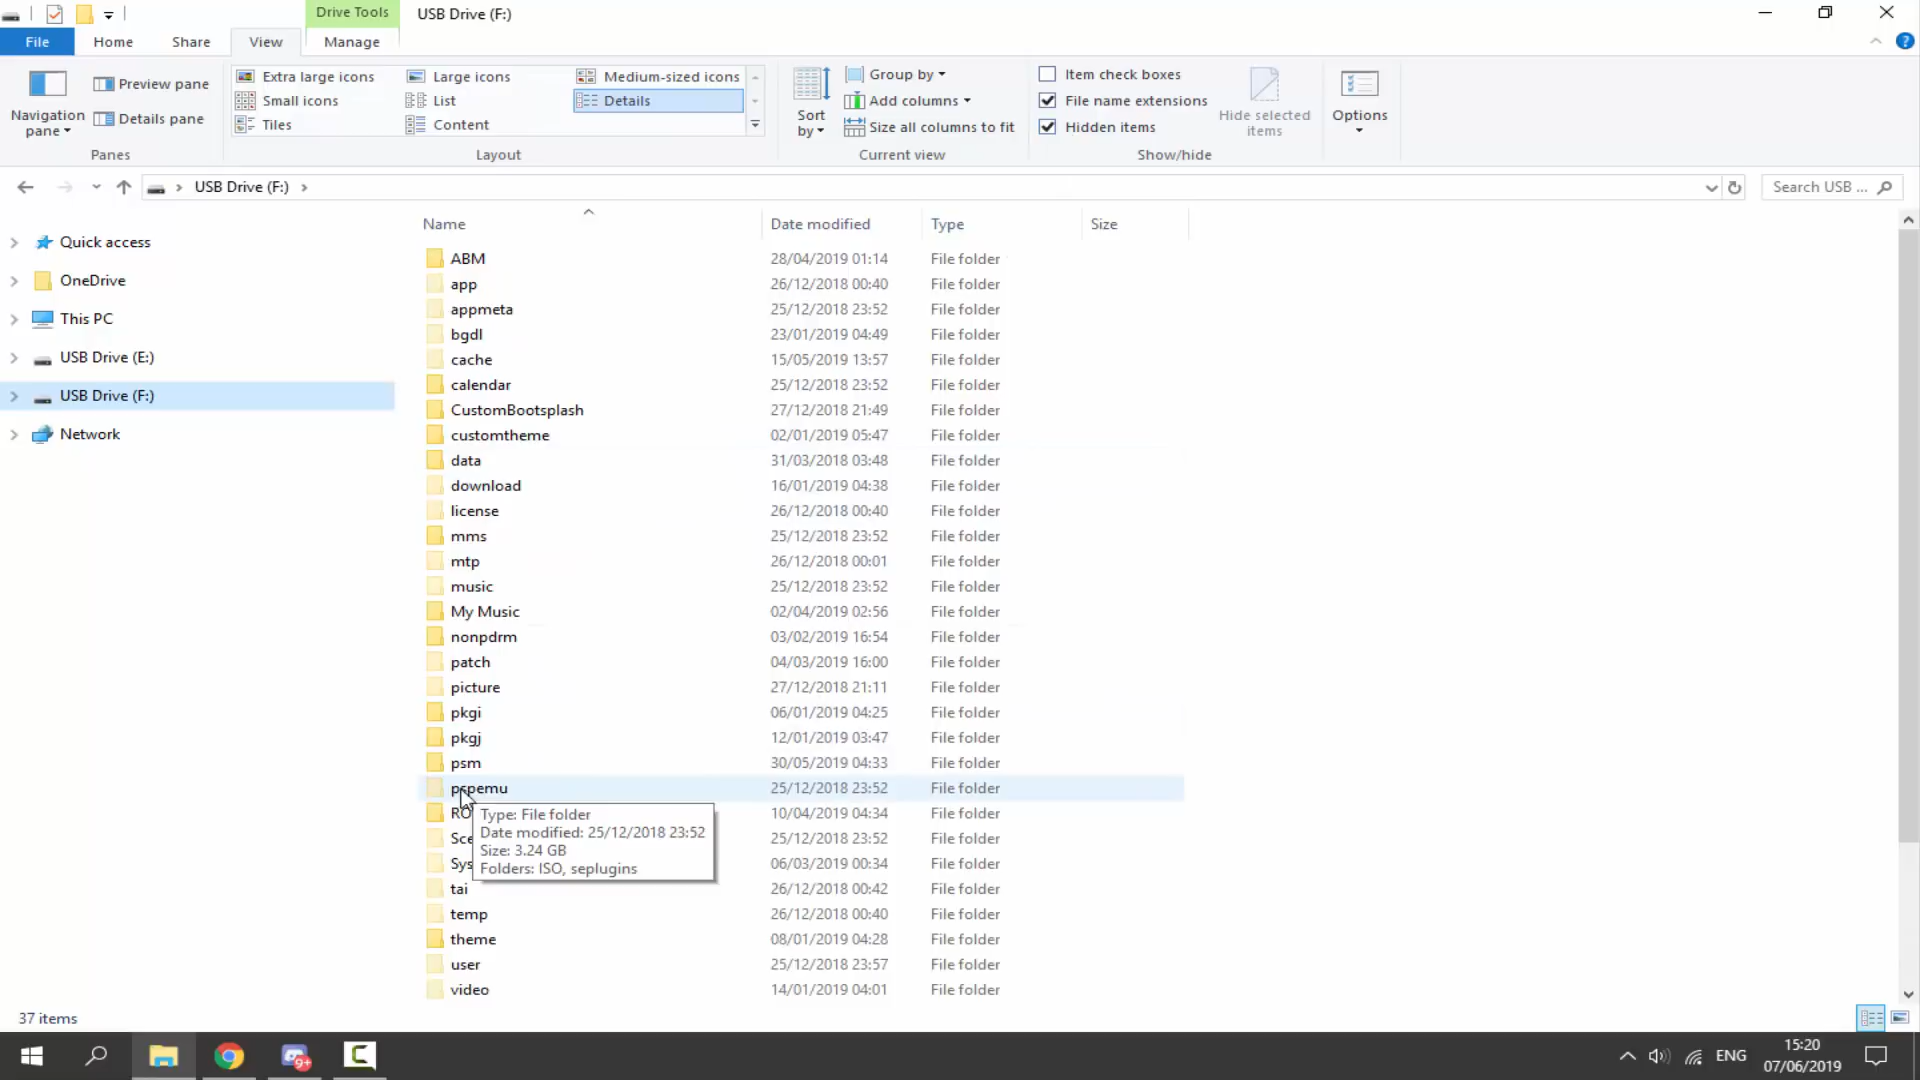 Drive Tools
USB Drive (F:)
File
Home
Share
View
Manage
Navigation pane
Preview pane
Details pane
Panes
Extra large icons
Large icons
Medium-sized icons
Small icons
List
Details
Tiles
Content
Layout
Sort by
Group by
Add columns
Size all columns to fit
Current view
Item check boxes
File name extensions
Hidden items
Hide selected items
Show/hide
Options
USB Drive (F:)
Search USB ...
Quick access
OneDrive
This PC
USB Drive (E:)
USB Drive (F:)
Network
Name Date modified Type Size
ABM 28/04/2019 01:14 File folder
app 26/12/2018 00:40 File folder
appmeta 25/12/2018 23:52 File folder
bgdl 23/01/2019 04:49 File folder
cache 15/05/2019 13:57 File folder
calendar 25/12/2018 23:52 File folder
CustomBootsplash 27/12/2018 21:49 File folder
customtheme 02/01/2019 05:47 File folder
data 31/03/2018 03:48 File folder
download 16/01/2019 04:38 File folder
license 26/12/2018 00:40 File folder
mms 25/12/2018 23:52 File folder
mtp 26/12/2018 00:01 File folder
music 25/12/2018 23:52 File folder
My Music 02/04/2019 02:56 File folder
nonpdrm 03/02/2019 16:54 File folder
patch 04/03/2019 16:00 File folder
picture 27/12/2018 21:11 File folder
pkgi 06/01/2019 04:25 File folder
pkgj 12/01/2019 03:47 File folder
psm 30/05/2019 04:33 File folder
pspemu 25/12/2018 23:52 File folder
RO 10/04/2019 04:34 File folder
Sce 25/12/2018 23:52 File folder
Sys 06/03/2019 00:34 File folder
tai 26/12/2018 00:42 File folder
temp 26/12/2018 00:40 File folder
theme 08/01/2019 04:28 File folder
user 25/12/2018 23:57 File folder
video 14/01/2019 04:01 File folder
Type: File folder
Date modified: 25/12/2018 23:52
Size: 3.24 GB
Folders: ISO, seplugins
37 items
9+
ENG
15:20
07/06/2019